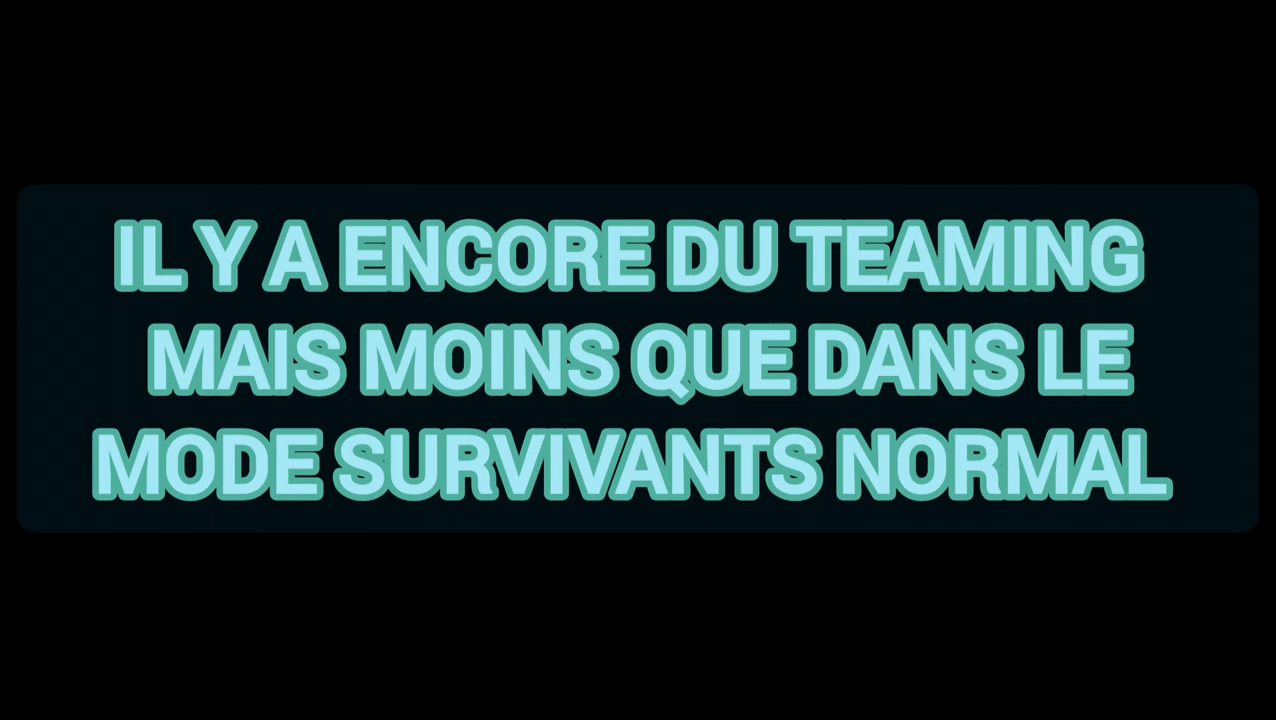 IL Y A ENCORE DU TEAMING
MAIS MOINS QUE DANS LE
MODE SURVIVANTS NORMAL